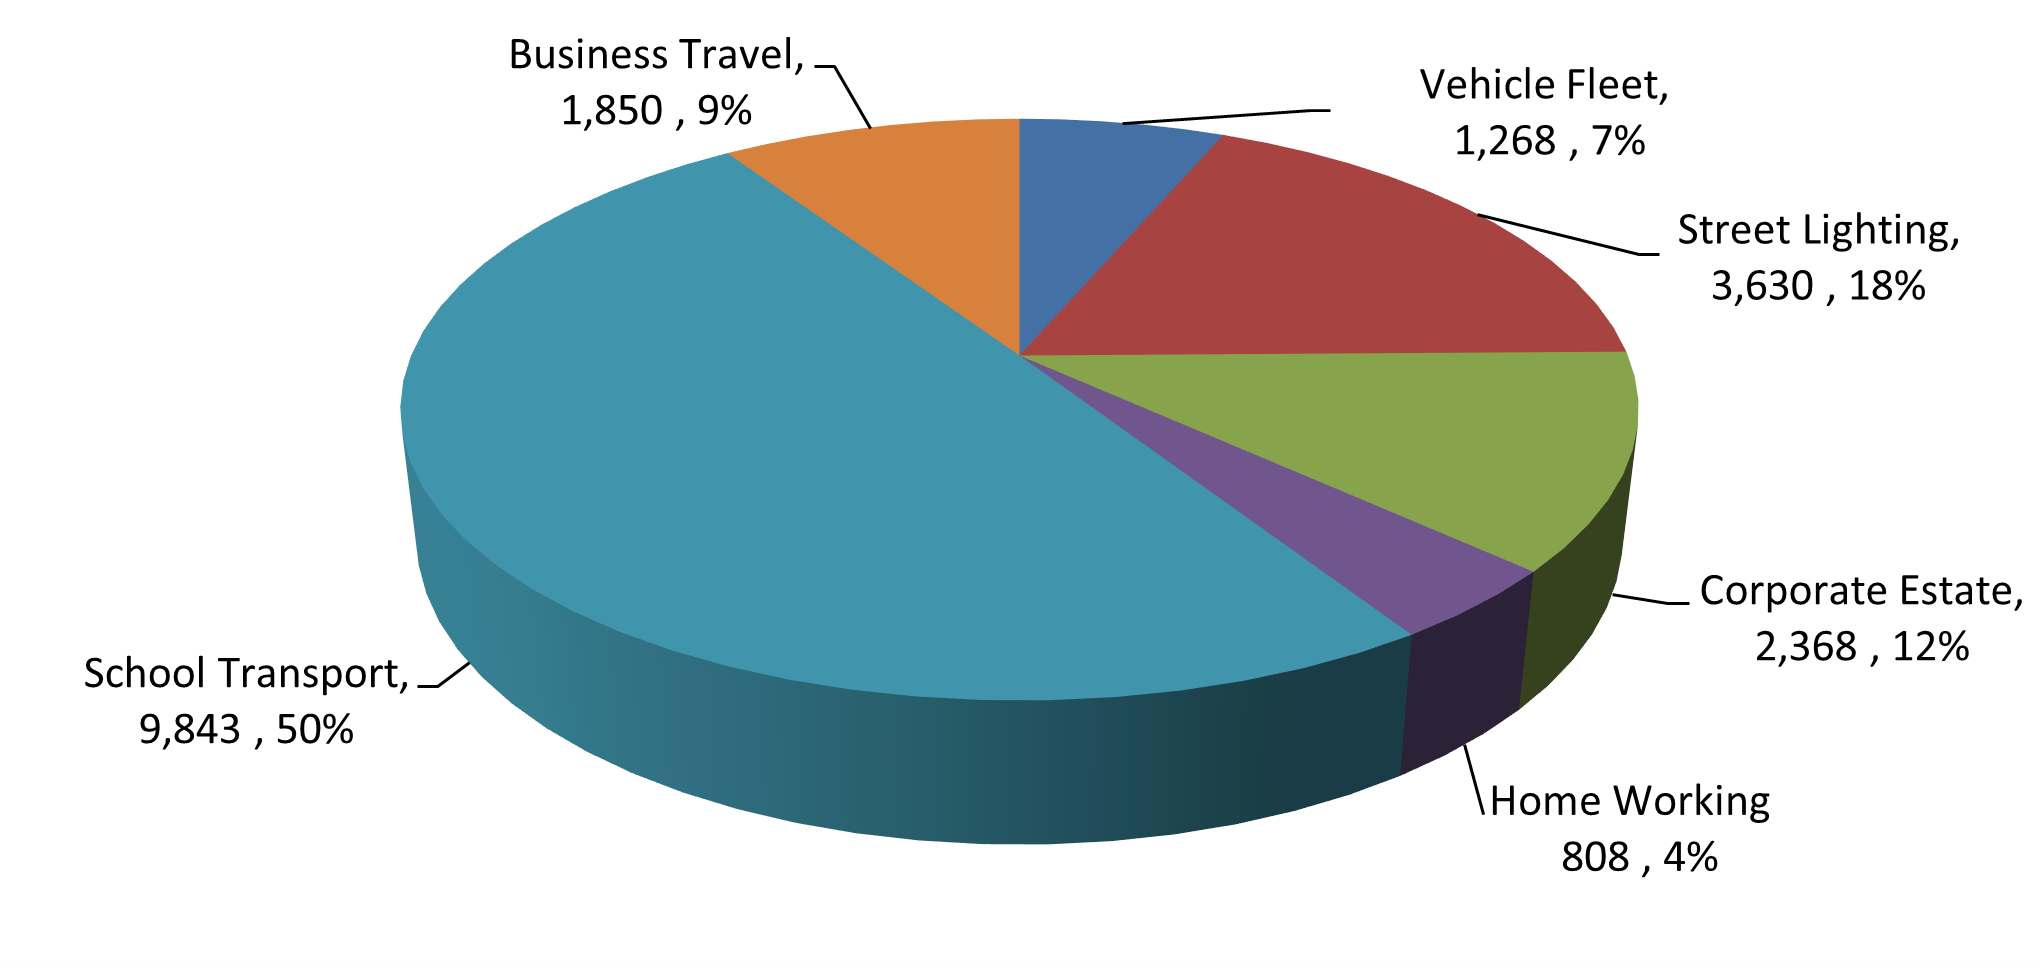 Business Travel,
1,850 , 9%
Vehicle Fleet,
1,268 , 7%
Street Lighting,
3,630 , 18%
Corporate Estate,
2,368 , 12%
School Transport,
9,843 , 50%
Home Working
808 , 4%